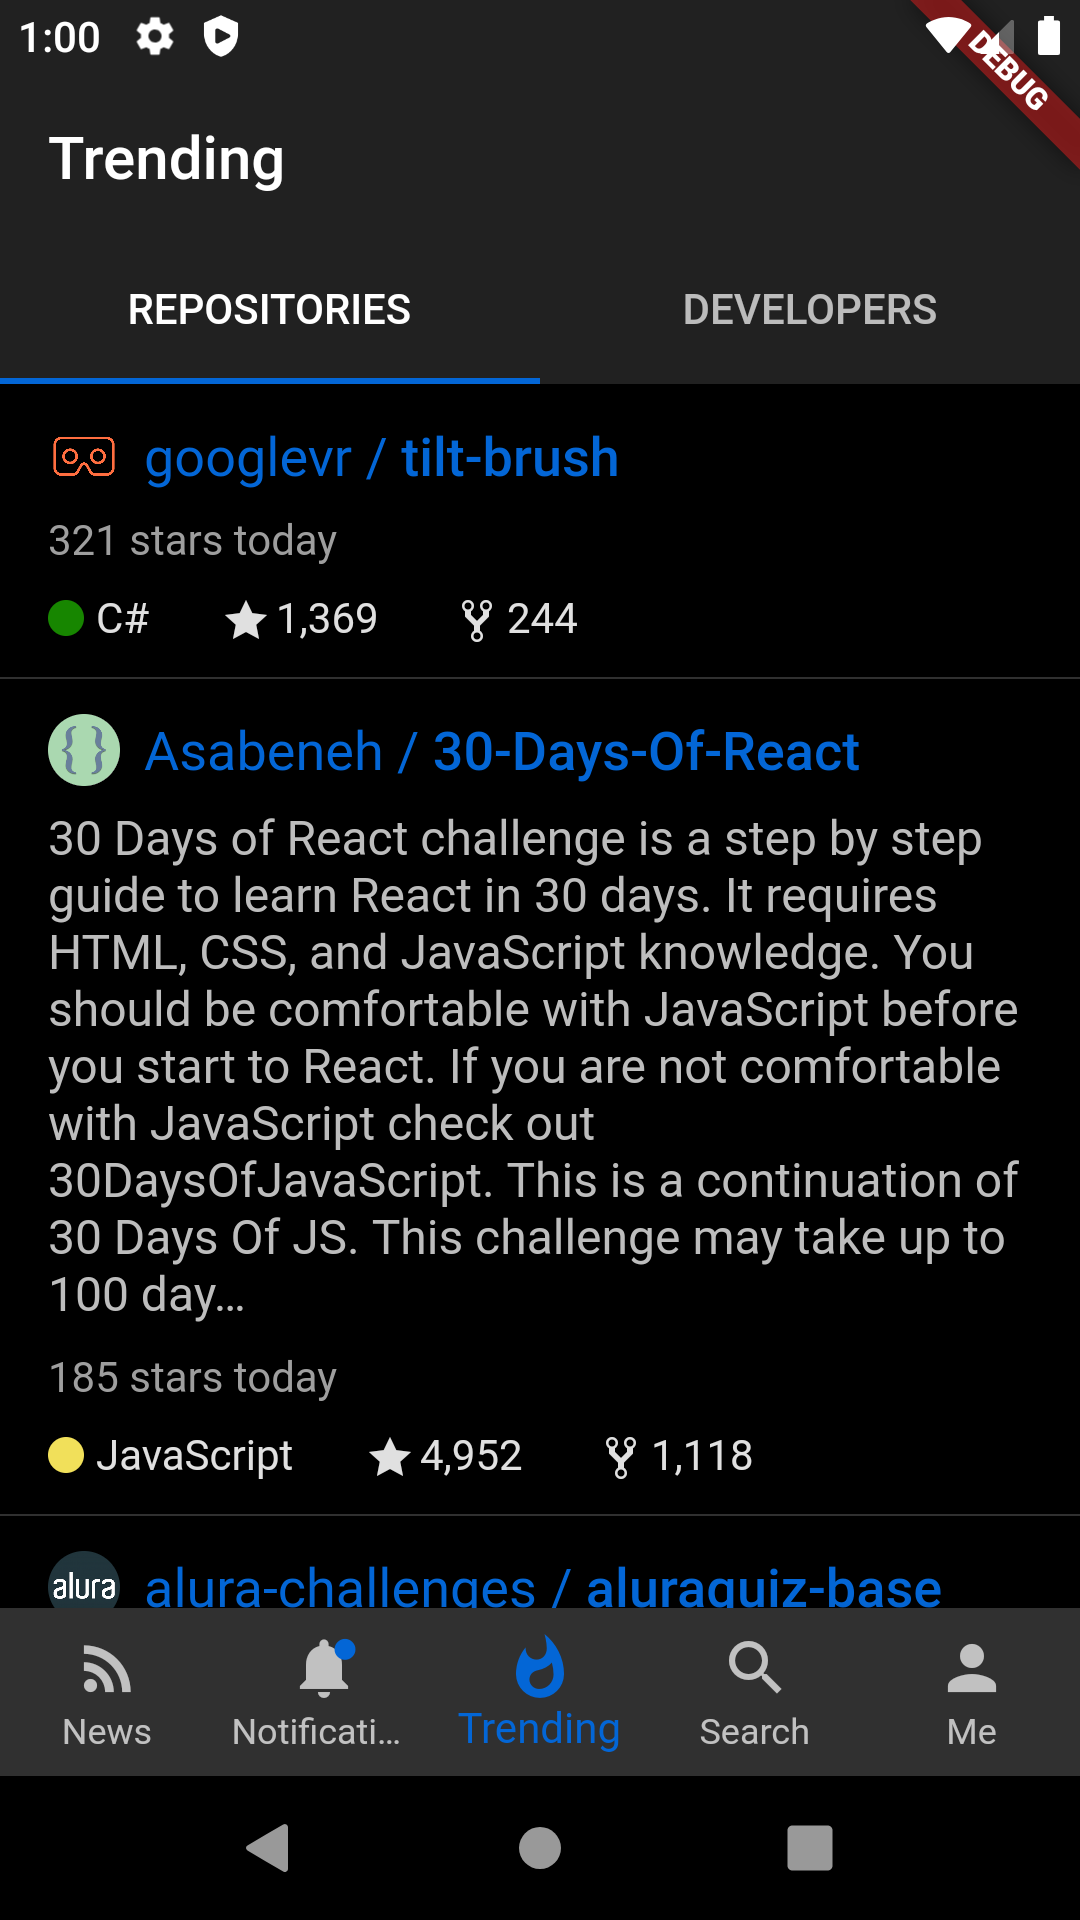 1:00
DEBUG
Trending
REPOSITORIES DEVELOPERS
googlevr / tilt-brush
321 stars today
C# 1,369 244
{ } Asabeneh / 30-Days-Of-React
30 Days of React challenge is a step by step
guide to learn React in 30 days. It requires
HTML, CSS, and JavaScript knowledge. You
should be comfortable with JavaScript before
you start to React. If you are not comfortable
with JavaScript check out
30DaysOfJavaScript. This is a continuation of
30 Days Of JS. This challenge may take up to
100 day…
185 stars today
JavaScript 4,952 1,118
alura alura-challenges / aluraquiz-base
News Notificati… Trending Search Me